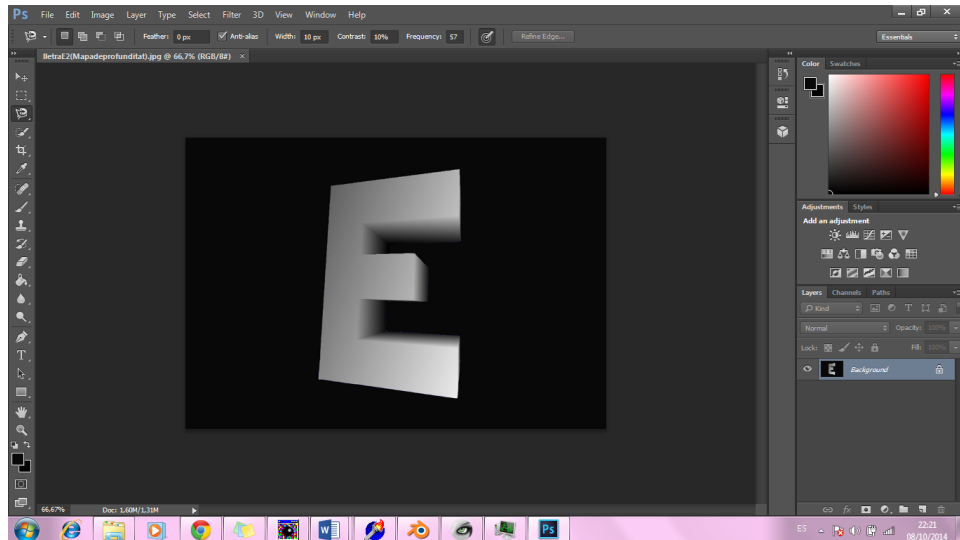 Ps File Edit Image Layer Type Select Filter 3D View Window Help
Feather: 0 px Anti-alias Width: 10 px Contrast: 10% Frequency: 57 Refine Edge... Essentials
lletraE2(Mapadeprofunditat).jpg @ 66,7% (RGB/8#) ×
Color Swatches
E
Adjustments Styles
Add an adjustment
Layers Channels Paths
Kind
Normal Opacity: 100%
Lock: Fill: 100%
Background
fx
66,67% Doc: 1,60M/1,31M
W Ps ES 22:21
08/10/2014